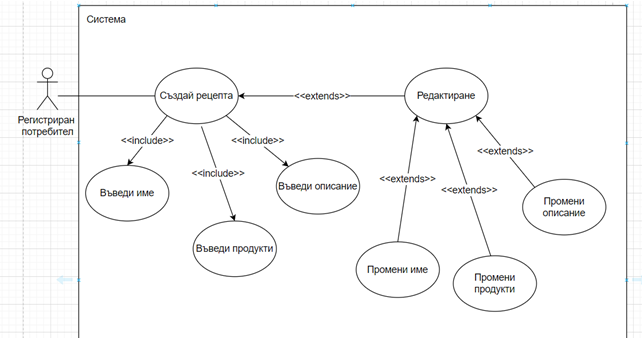 Система
Създай рецепта
<<extends>>
Редактиране
Регистриран
потребител
<<include>>
<<include>>
<<include>>
<<extends>>
<<extends>>
<<extends>>
Въведи име
Въведи описание
Промени
описание
Въведи продукти
Промени име
Промени
продукти